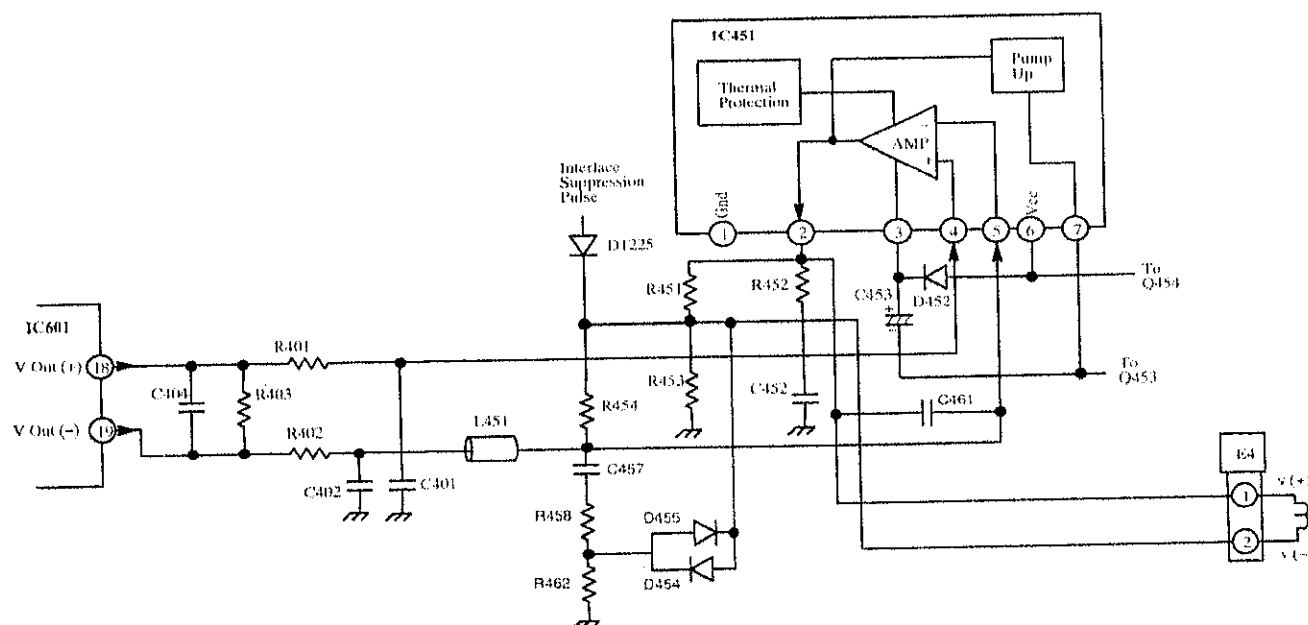 IC451
Thermal
Protection
Pump
Up
AMP
-
+
Gnd
Vcc
1
2
3
4
5
6
7
Interlace
Suppression
Pulse
D1225
R451
R452
C453
+
D452
To
Q454
IC601
V Out (+)
18
R401
C404
R403
R454
R453
C452
To
Q453
C461
V Out (−)
19
R402
L451
C402
C401
C457
R458
D455
D454
R462
E4
1
V (+)
2
V (−)